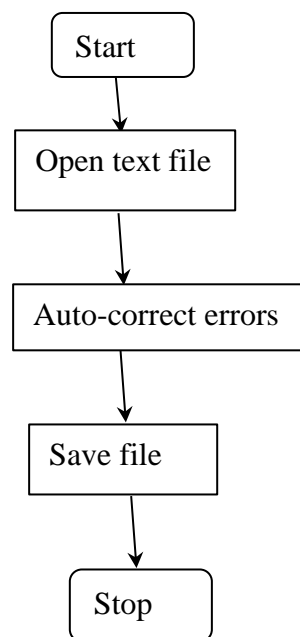 Start
Open text file
Auto-correct errors
Save file
Stop